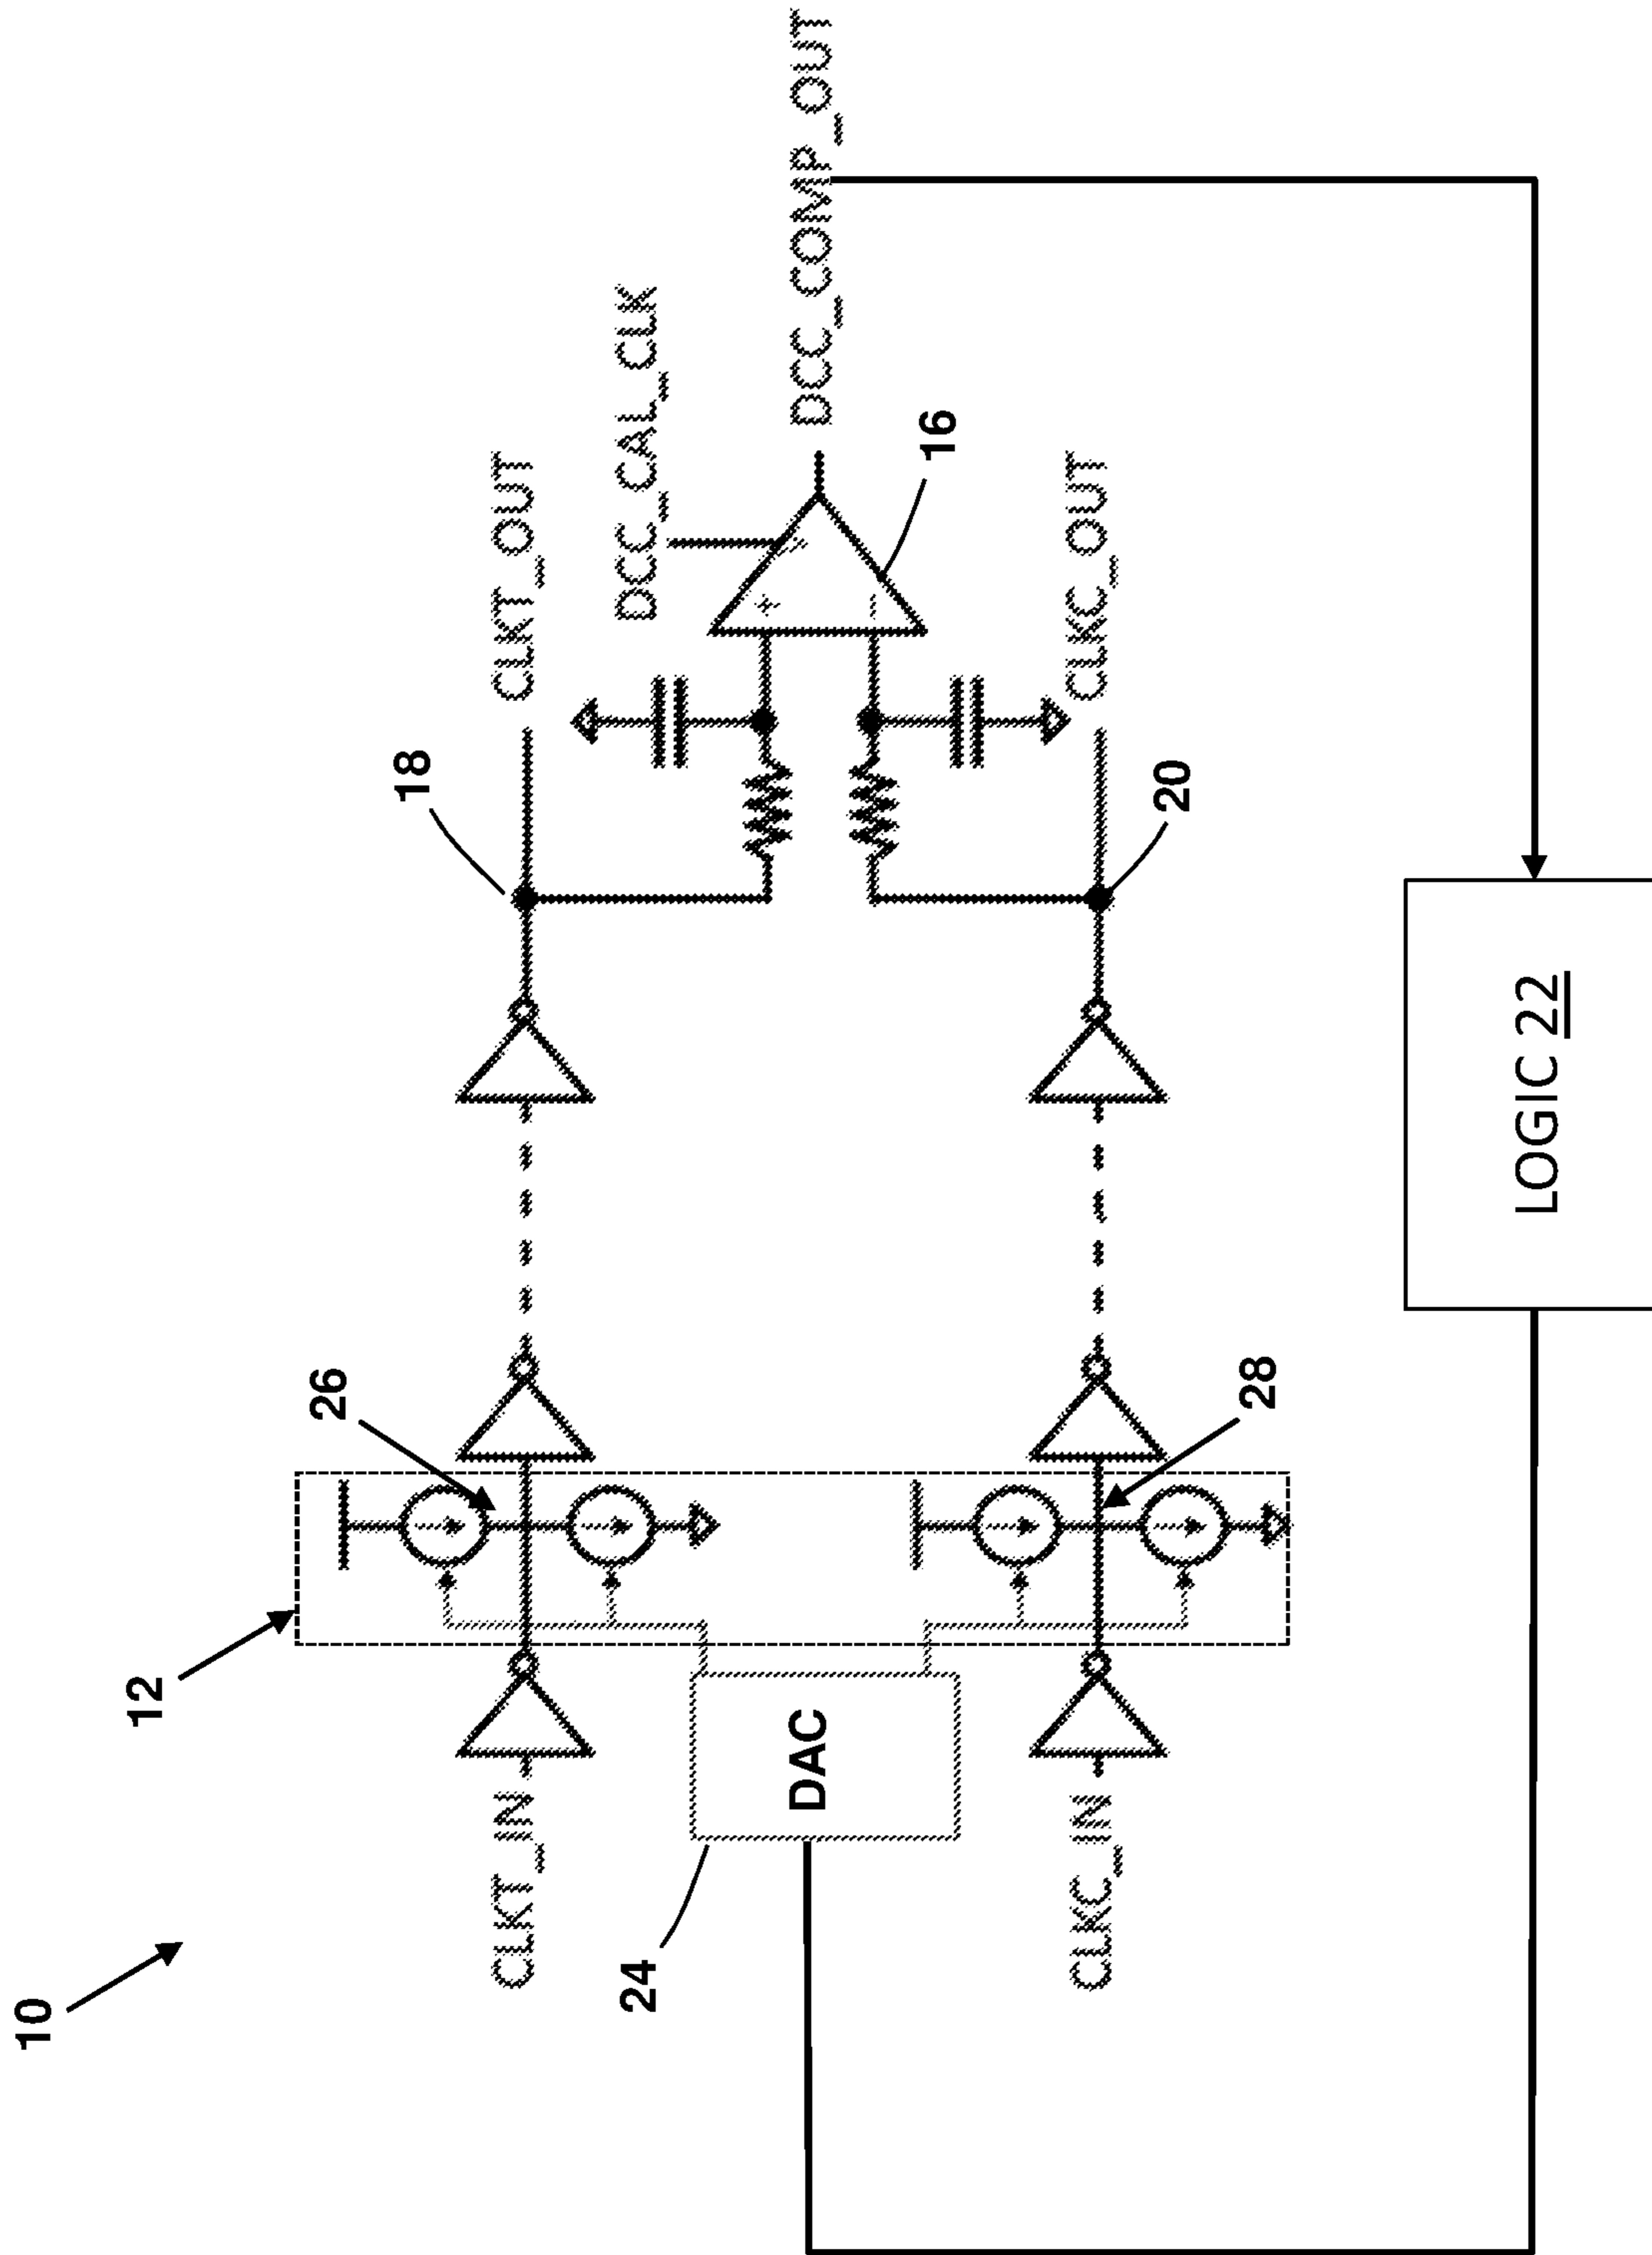 10
12
26
18
CLKT_IN
CLKT_OUT
DCC_CAL_CLK
24
DAC
DCC_COMP_OUT
16
CLKC_IN
CLKC_OUT
28
20
LOGIC 22